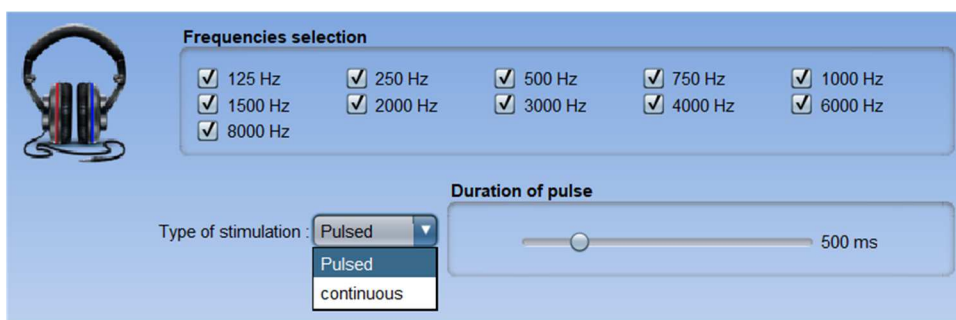 Frequencies selection
125 Hz 250 Hz 500 Hz 750 Hz 1000 Hz
1500 Hz 2000 Hz 3000 Hz 4000 Hz 6000 Hz
8000 Hz
Duration of pulse
Type of stimulation : Pulsed
500 ms
Pulsed
continuous